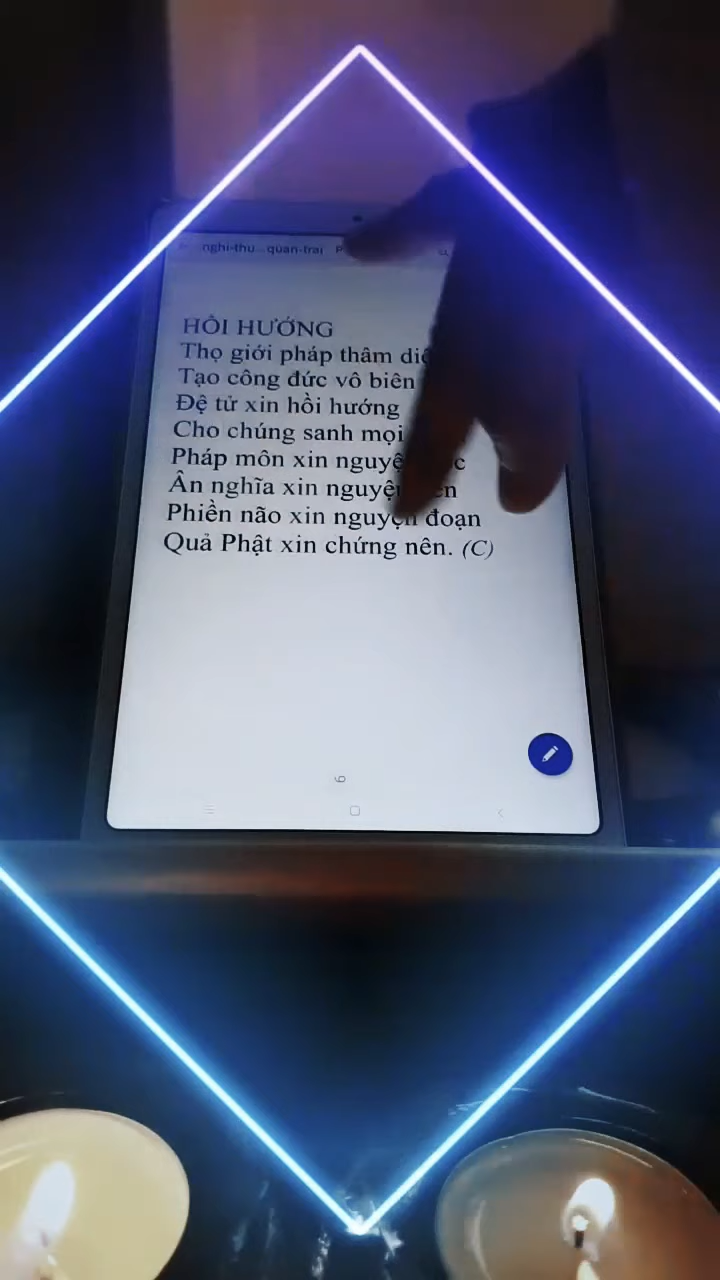 nghi-thu...quan-trai P
HỒI HƯỚNG
Thọ giới pháp thâm
Tạo công đức vô biên
Đệ tử xin hồi hướng
Cho chúng sanh mọi
Pháp môn xin
Ân nghĩa xin
Phiền não xin nguyện đoạn
Quả Phật xin chứng nên. (C)
9